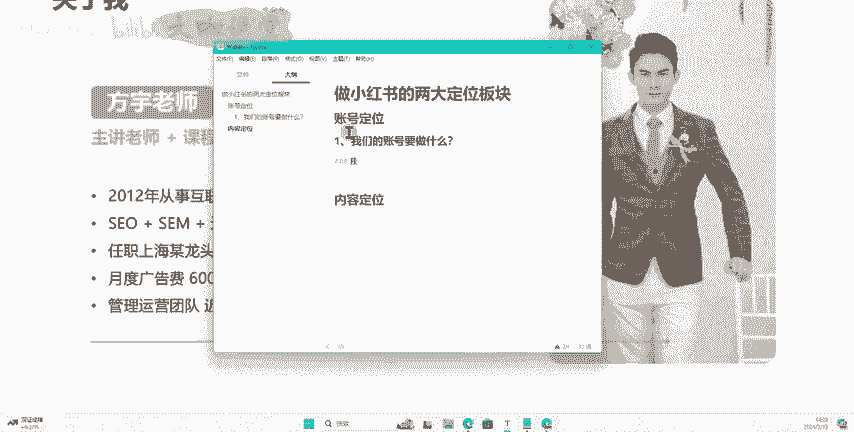 关于我
bilibili
方宇老师
主讲老师 + 课程
2012年从事互联
SEO + SEM +
任职上海某龙头
月度广告费 600
管理运营团队 近
文件(F) 编辑(E) 段落(P) 格式(O) 视图(V) 主题(T) 帮助(H)
文件 大纲
做小红书的两大定位板块
账号定位
1、我们的账号要做什么?
内容定位
做小红书的两大定位板块
账号定位
1、我们的账号要做什么?
我
内容定位
搜索